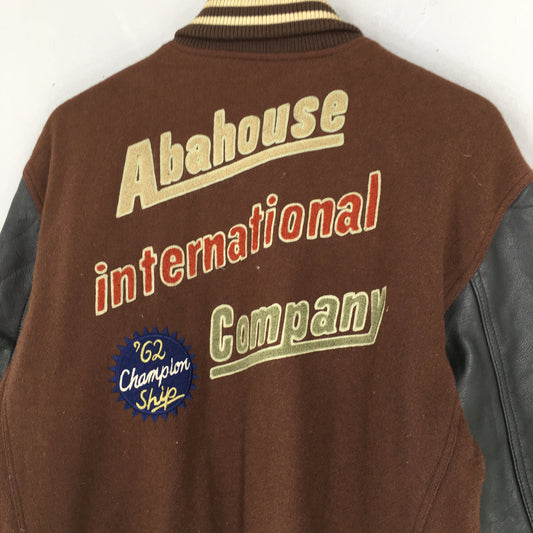 Abahouse
international
Company
'62
Champion
Ship